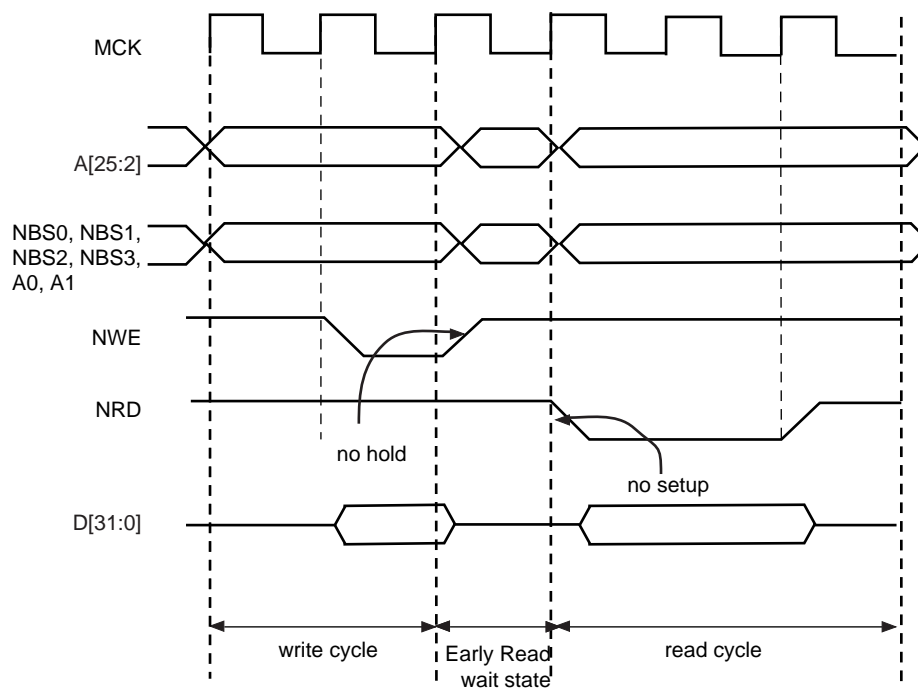 MCK
A[25:2]
NBS0, NBS1,
NBS2, NBS3,
A0, A1
NWE
NRD
no hold
no setup
D[31:0]
write cycle
Early Read
wait state
read cycle